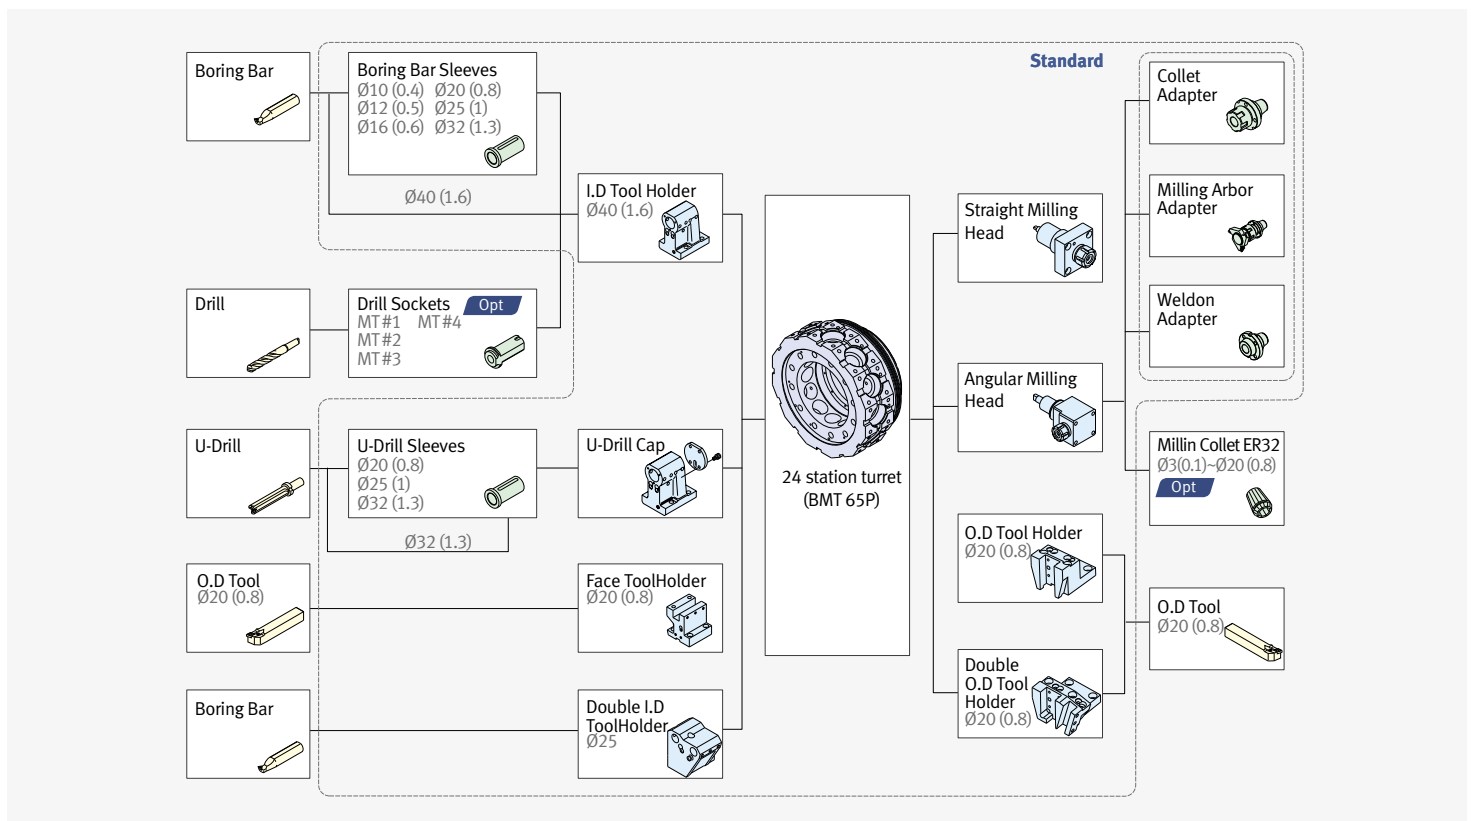 Standard
Boring Bar
Boring Bar Sleeves
Ø10 (0.4) Ø20 (0.8)
Ø12 (0.5) Ø25 (1)
Ø16 (0.6) Ø32 (1.3)
Ø40 (1.6)
I.D Tool Holder
Ø40 (1.6)
Drill
Drill Sockets
Opt
MT #1 MT #4
MT #2
MT #3
U-Drill
U-Drill Sleeves
Ø20 (0.8)
Ø25 (1)
Ø32 (1.3)
Ø32 (1.3)
U-Drill Cap
O.D Tool
Ø20 (0.8)
Face ToolHolder
Ø20 (0.8)
Boring Bar
Double I.D
ToolHolder
Ø25
24 station turret
(BMT 65P)
Straight Milling
Head
Angular Milling
Head
O.D Tool Holder
Ø20 (0.8)
Double
O.D Tool
Holder
Ø20 (0.8)
Collet
Adapter
Milling Arbor
Adapter
Weldon
Adapter
Millin Collet ER32
Ø3(0.1)~Ø20 (0.8)
Opt
O.D Tool
Ø20 (0.8)